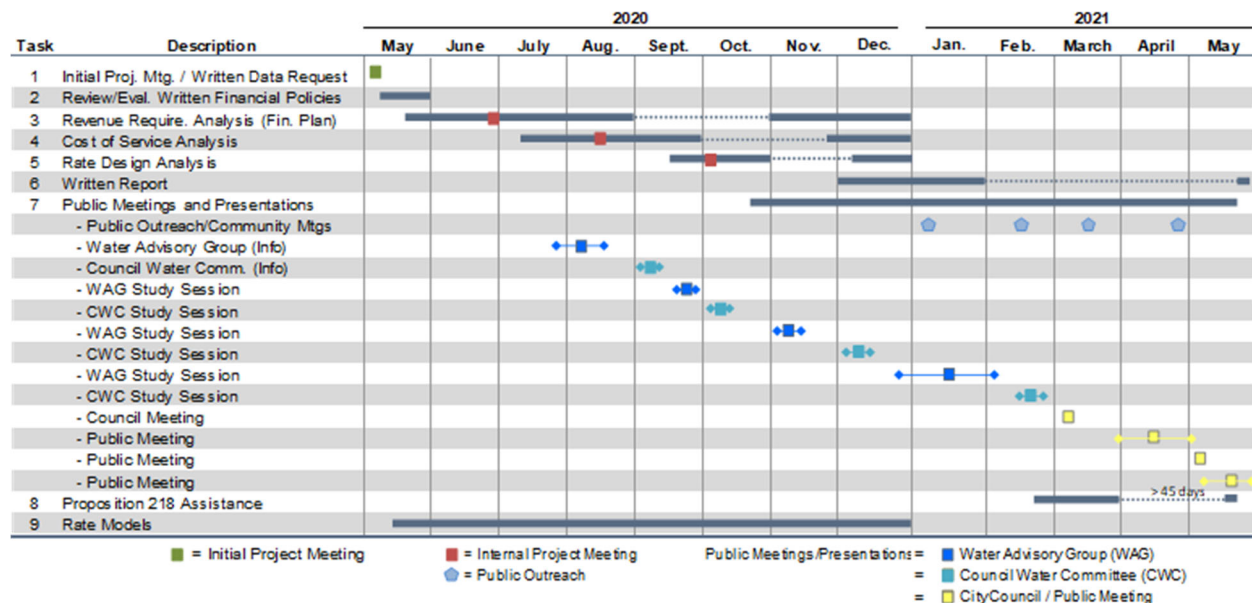 2020 2021
Task Description May June July Aug. Sept. Oct. Nov. Dec. Jan. Feb. March April May
1 Initial Proj. Mtg. / Written Data Request
2 Review/Eval. Written Financial Policies
3 Revenue Require. Analysis (Fin. Plan)
4 Cost of Service Analysis
5 Rate Design Analysis
6 Written Report
7 Public Meetings and Presentations
- Public Outreach/Community Mtgs
- Water Advisory Group (Info)
- Council Water Comm. (Info)
- WAG Study Session
- CWC Study Session
- WAG Study Session
- CWC Study Session
- WAG Study Session
- CWC Study Session
- Council Meeting
- Public Meeting
- Public Meeting
- Public Meeting
8 Proposition 218 Assistance >45 days
9 Rate Models
= Initial Project Meeting = Internal Project Meeting Public Meetings/Presentations = Water Advisory Group (WAG)
= Public Outreach = Council Water Committee (CWC)
= City Council / Public Meeting